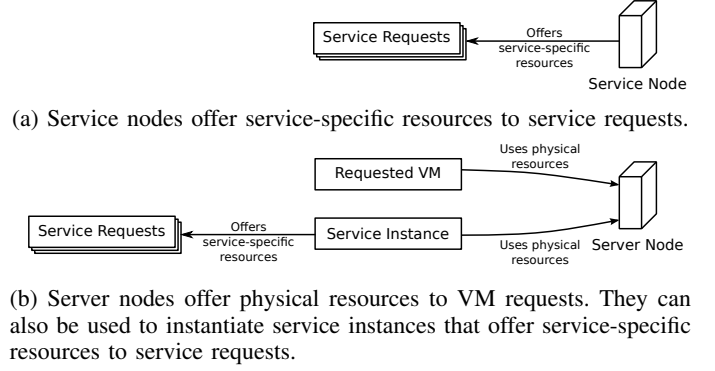 Service Requests
Offers
service-specific
resources
Service Node
(a) Service nodes offer service-specific resources to service requests.
Requested VM
Uses physical
resources
Service Requests
Offers
service-specific
resources
Service Instance
Uses physical
resources
Server Node
(b) Server nodes offer physical resources to VM requests. They can
also be used to instantiate service instances that offer service-specific
resources to service requests.